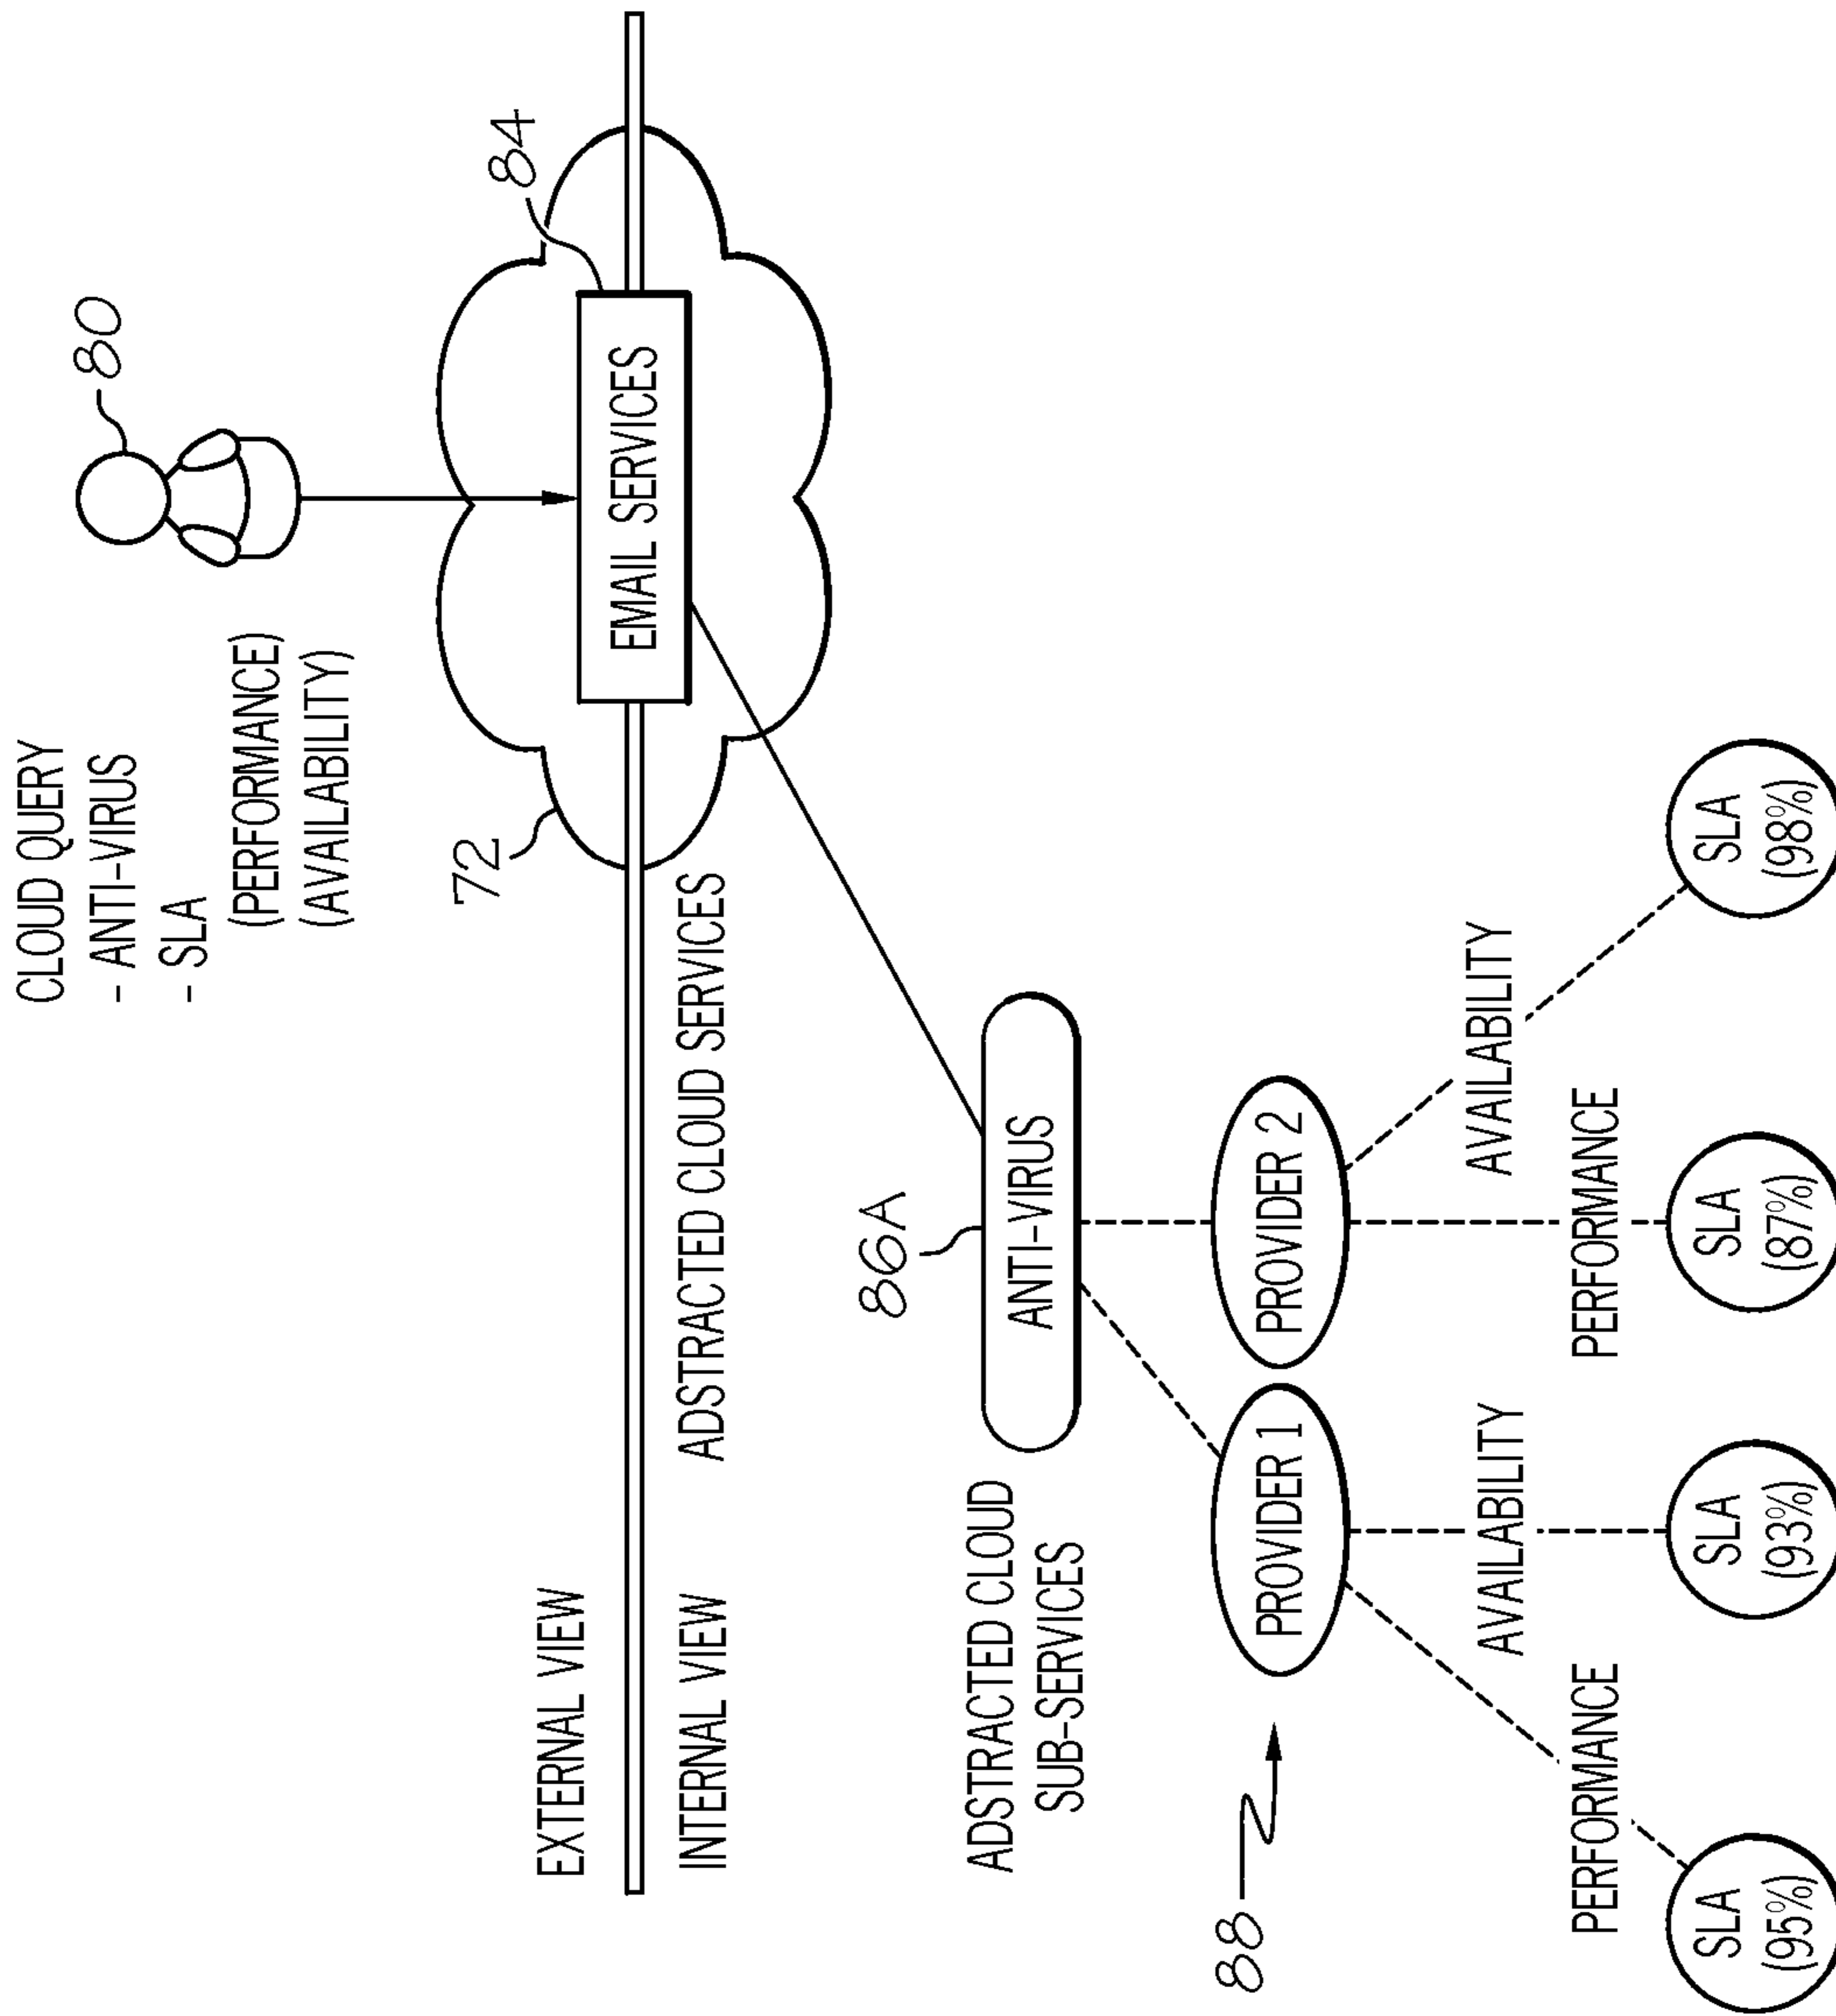 CLOUD QUERY
- ANTI-VIRUS
- SLA
(PERFORMANCE)
(AVAILABILITY)
80
84
72
EMAIL SERVICES
EXTERNAL VIEW
INTERNAL VIEW
ADSTRACTED CLOUD SERVICES
86A
ADSTRACTED CLOUD
SUB-SERVICES
ANTI-VIRUS
88
PROVIDER 1
PROVIDER 2
PERFORMANCE
AVAILABILITY
PERFORMANCE
AVAILABILITY
SLA
(95%)
SLA
(93%)
SLA
(87%)
SLA
(98%)